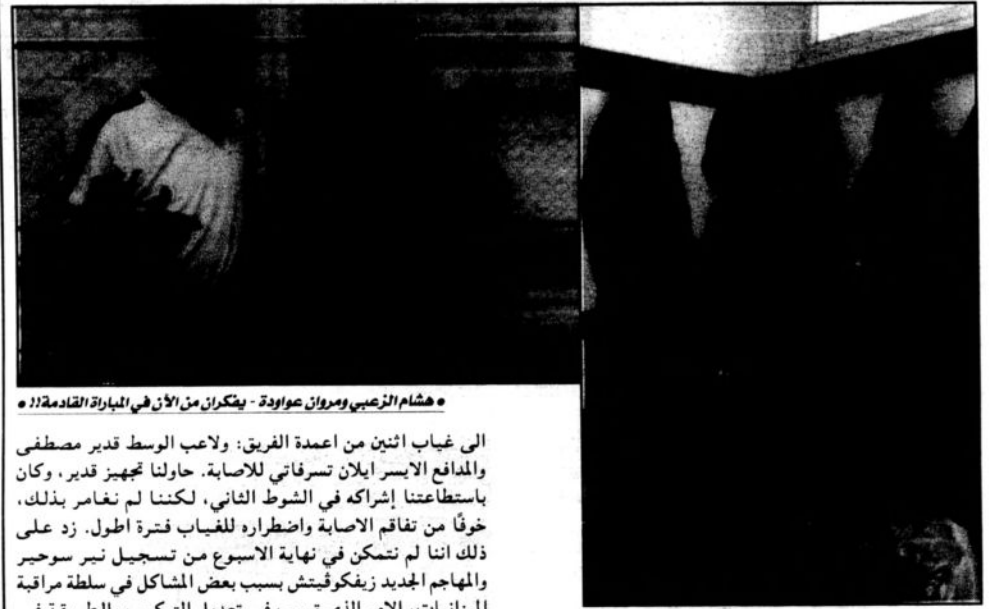 • هشام الزعبي ومروان عواودة - يفكران من الآن في المباراة القادمة!! •
الى غياب اثنين من اعمدة الفريق: ولاعب الوسط قدير مصطفى
والمدافع الايسر ايلان تسرفاتي للاصابة. حاولنا تجهيز قدير، وكان
باستطاعتنا إشراكه في الشوط الثاني، لكننا لم نغامر بذلك،
خوفًا من تفاقم الاصابة واضطراره للغياب فترة اطول. زد على
ذلك اننا لم نتمكن في نهاية الاسبوع من تسجيل نير سوحير
والمهاجم الجديد زيفكوڤيتش بسبب بعض المشاكل في سلطة مراقبة